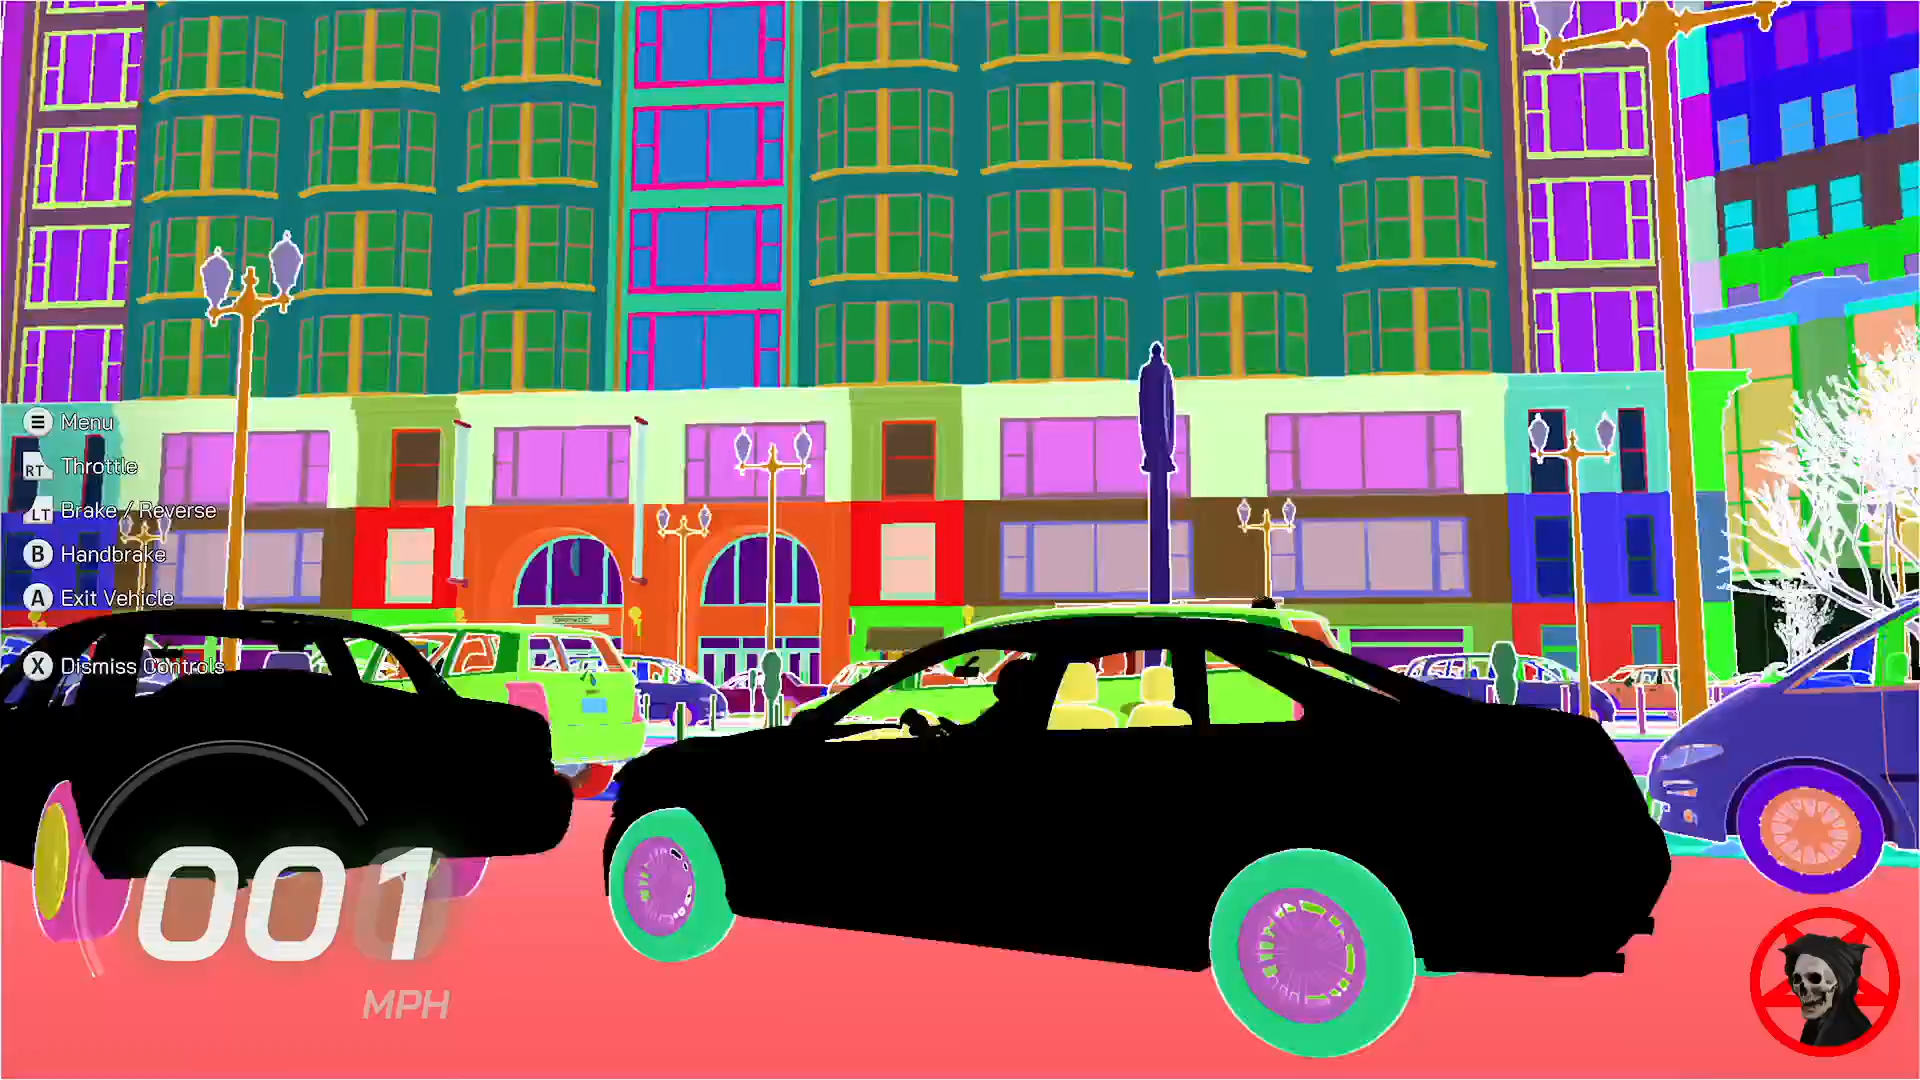 Menu
RT Throttle
LT Brake / Reverse
B Handbrake
A Exit Vehicle
X Dismiss Controls
001
MPH